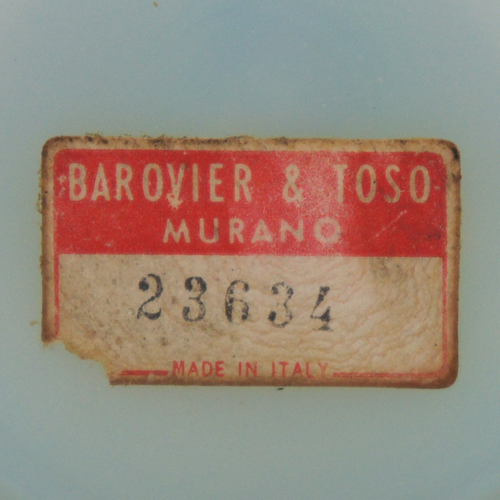 BAROVIER & TOSO
MURANO
23634
MADE IN ITALY